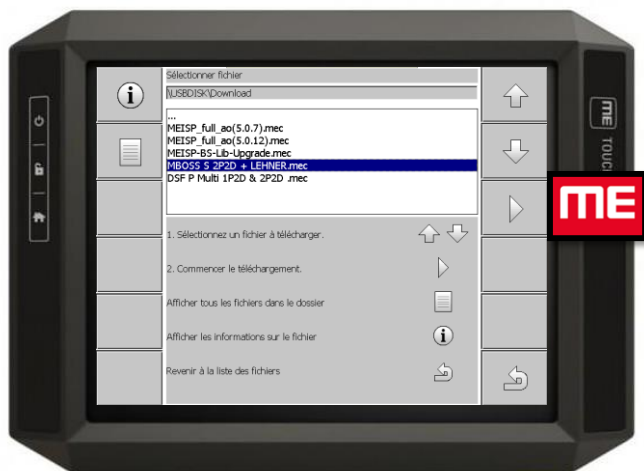 Sélectionner fichier
\USBDISK\Download
...
MEISP_full_ao(5.0.7).mec
MEISP_full_ao(5.0.12).mec
MEISP-BS-Lib-Upgrade.mec
MBOSS S 2P2D + LEHNER.mec
DSF P Multi 1P2D & 2P2D .mec
1. Sélectionnez un fichier à télécharger.
2. Commencer le téléchargement.
Afficher tous les fichiers dans le dossier
Afficher les informations sur le fichier
Revenir à la liste des fichiers
ME TOUCH
ME